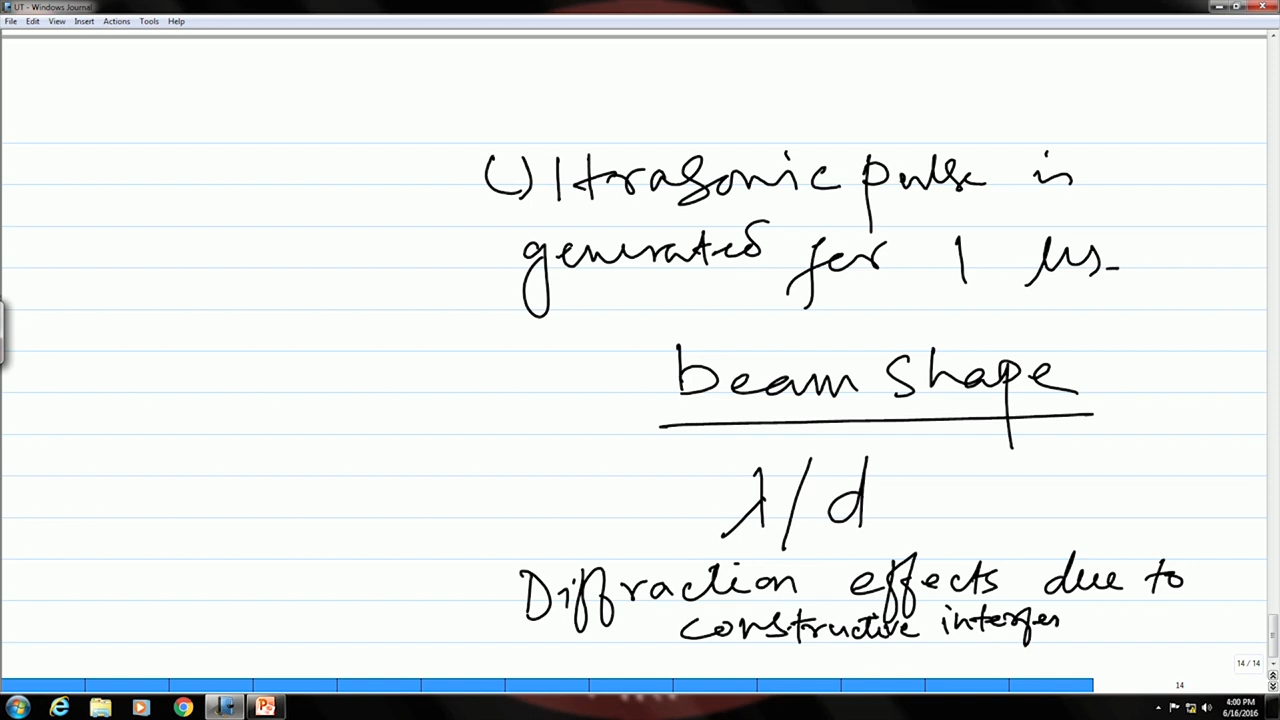 UT - Windows Journal
File Edit View Insert Actions Tools Help
Ultrasonic pulse is
generated for 1 μs.
beam shape
λ/d
Diffraction effects due to
constructive interfer
14 / 14
14
4:00 PM
6/16/2016